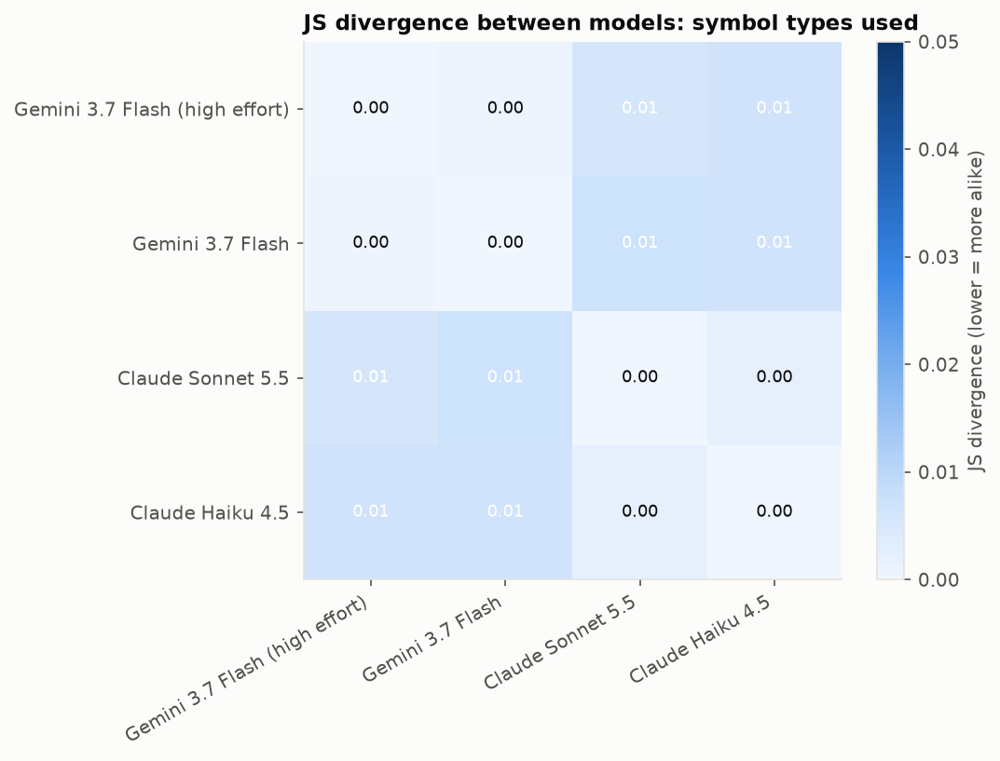 JS divergence between models: symbol types used
Gemini 3.7 Flash (high effort) 0.00 0.00 0.01 0.01
Gemini 3.7 Flash 0.00 0.00 0.01 0.01
Claude Sonnet 5.5 0.01 0.01 0.00 0.00
Claude Haiku 4.5 0.01 0.01 0.00 0.00
Gemini 3.7 Flash (high effort)
Gemini 3.7 Flash
Claude Sonnet 5.5
Claude Haiku 4.5
0.05
0.04
0.03
0.02
0.01
0.00
JS divergence (lower = more alike)